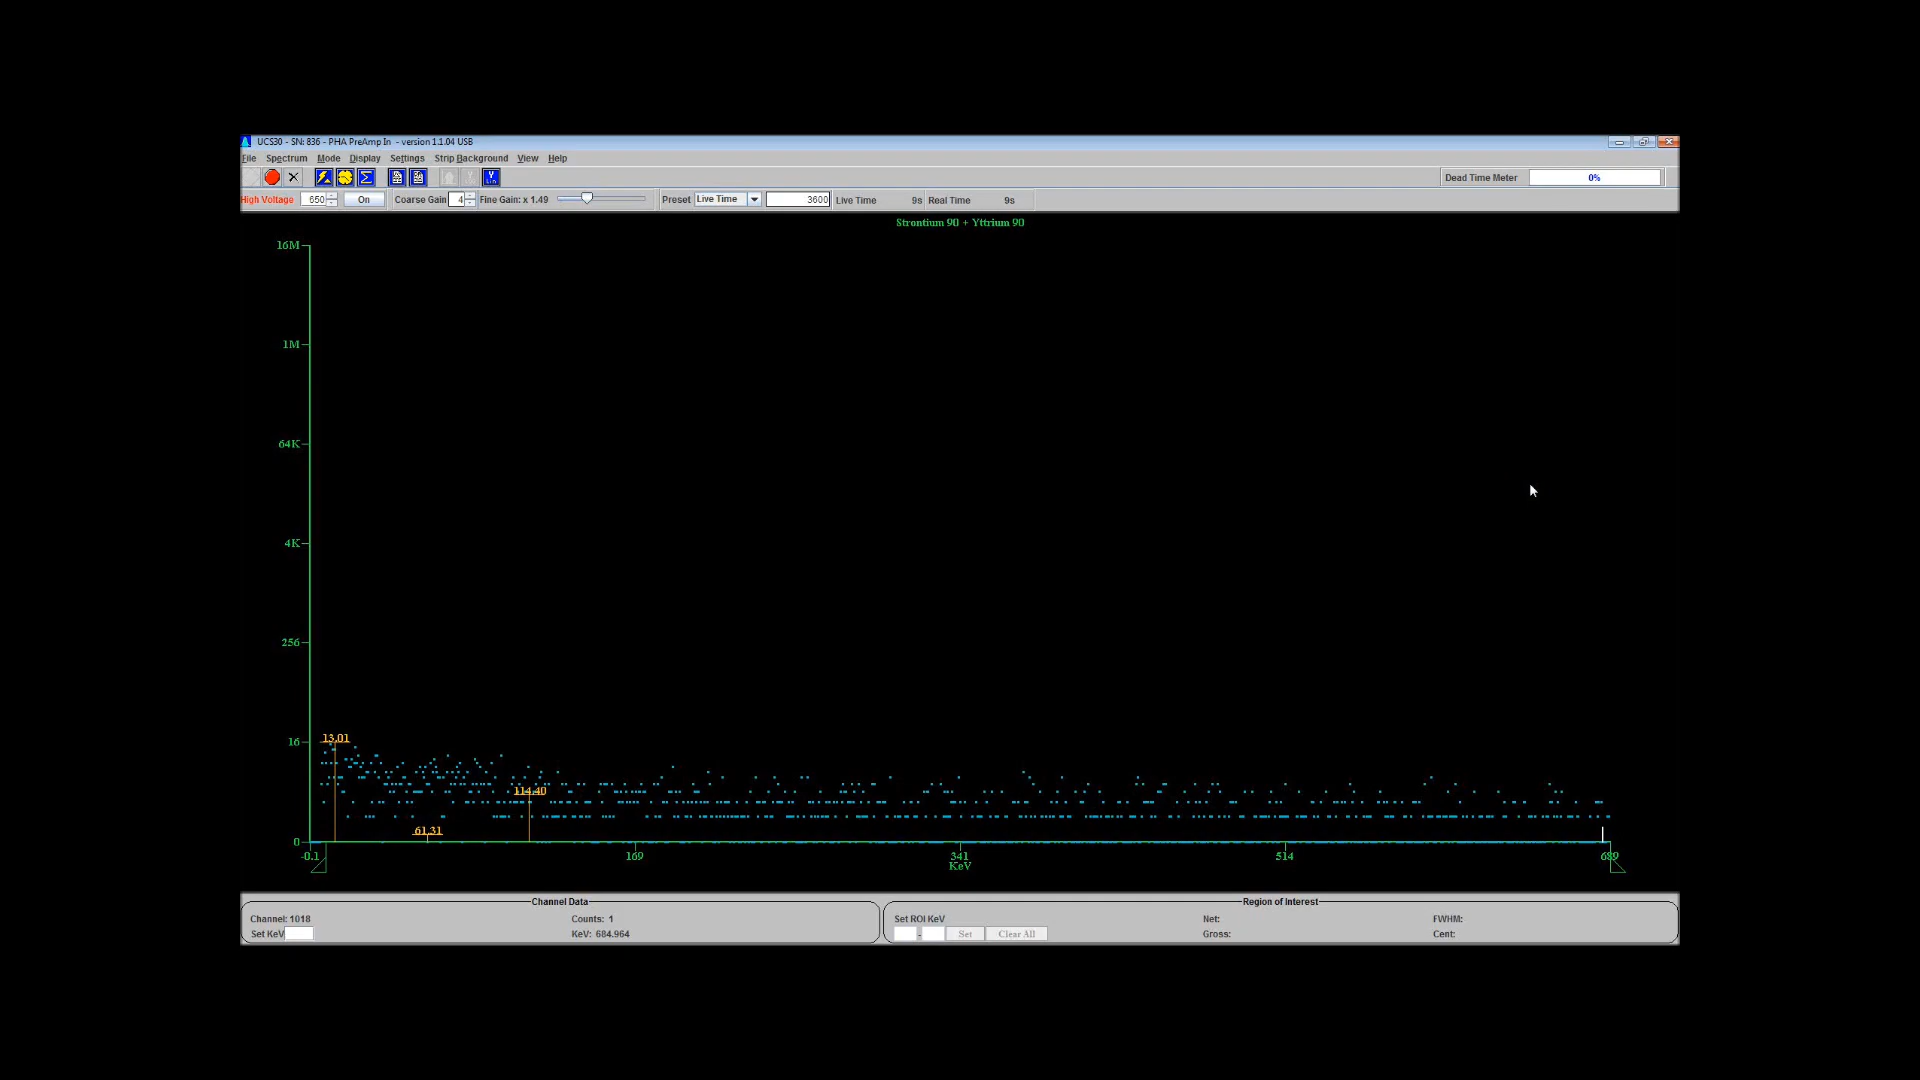 UCS30 - SN: 836 - PHA PreAmp In - version 1.1.04 USB
File Spectrum Mode Display Settings Strip Background View Help
Dead Time Meter 0%
High Voltage 650 On Coarse Gain 4 Fine Gain: x 1.49 Preset Live Time 3600 Live Time 9s Real Time 9s
Strontium 90 + Yttrium 90
16M
1M
64K
4K
256
16
13.01
114.40
61.31
0
-0.1 169 341 514 689
KeV
Channel Data Region of Interest
Channel: 1018 Counts: 1 Set ROI KeV Net: FWHM:
Set KeV KeV: 684.964 - Set Clear All Gross: Cent: